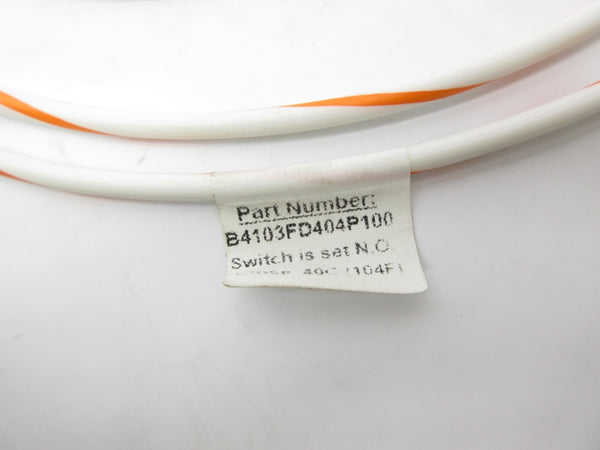 Part Number:
B4103FD404P100
Switch is set N.O.
40C (104F)